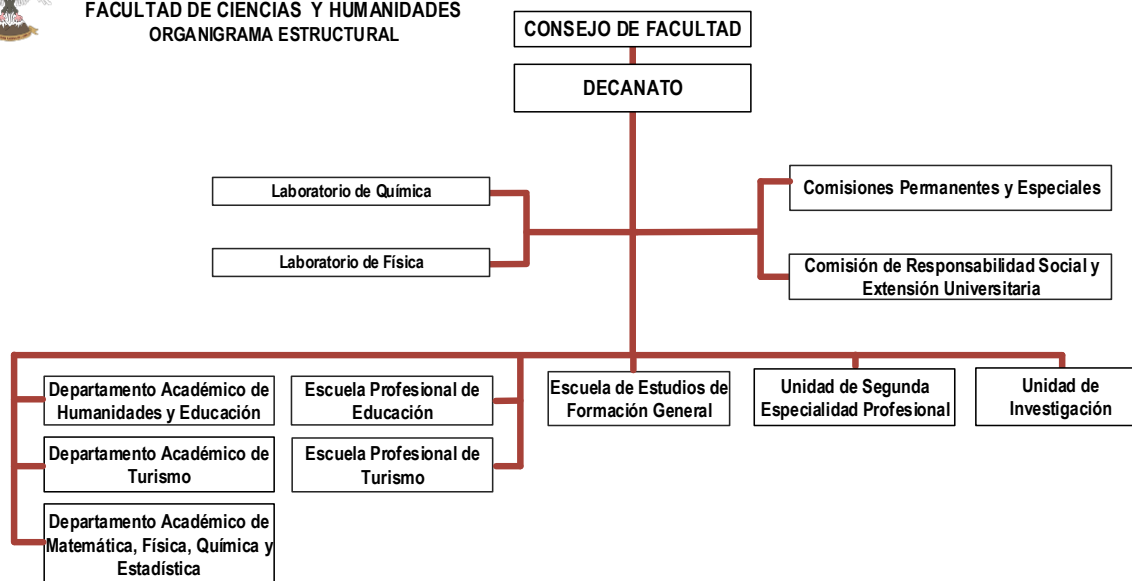 FACULTAD DE CIENCIAS Y HUMANIDADES
ORGANIGRAMA ESTRUCTURAL
CONSEJO DE FACULTAD
DECANATO
Laboratorio de Química
Comisiones Permanentes y Especiales
Laboratorio de Física
Comisión de Responsabilidad Social y
Extensión Universitaria
Departamento Académico de
Humanidades y Educación
Escuela Profesional de
Educación
Escuela de Estudios de
Formación General
Unidad de Segunda
Especialidad Profesional
Unidad de
Investigación
Departamento Académico de
Turismo
Escuela Profesional de
Turismo
Departamento Académico de
Matemática, Física, Química y
Estadística